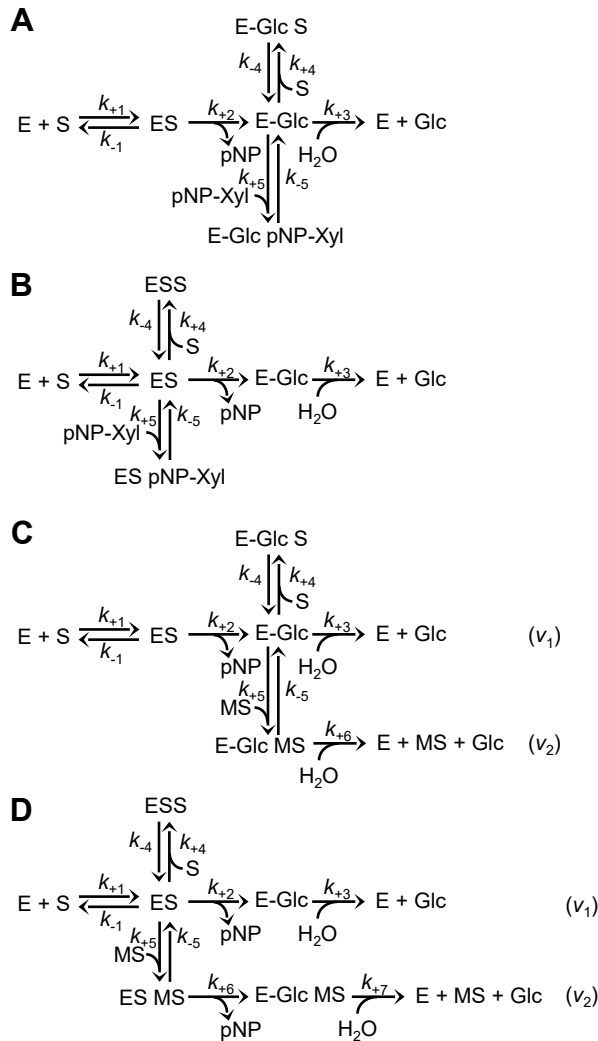 A
E-Glc S
k-4 k+4
S
E + S k+1 k-1 ES k+2 pNP E-Glc k+3 H2O E + Glc
k+5 k-5
pNP-Xyl
E-Glc pNP-Xyl
B
ESS
k-4 k+4
S
E + S k+1 k-1 ES k+2 pNP E-Glc k+3 H2O E + Glc
k+5 k-5
pNP-Xyl
ES pNP-Xyl
C
E-Glc S
k-4 k+4
S
E + S k+1 k-1 ES k+2 pNP E-Glc k+3 H2O E + Glc (v1)
k+5 k-5
MS
E-Glc MS k+6 H2O E + MS + Glc (v2)
D
ESS
k-4 k+4
S
E + S k+1 k-1 ES k+2 pNP E-Glc k+3 H2O E + Glc (v1)
k+5 k-5
MS
ES MS k+6 pNP E-Glc MS k+7 H2O E + MS + Glc (v2)